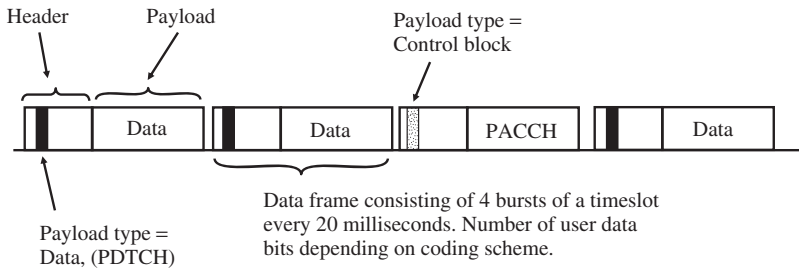 Header
Payload
Payload type =
Control block
Data
Data
PACCH
Data
Payload type =
Data, (PDTCH)
Data frame consisting of 4 bursts of a timeslot
every 20 milliseconds. Number of user data
bits depending on coding scheme.